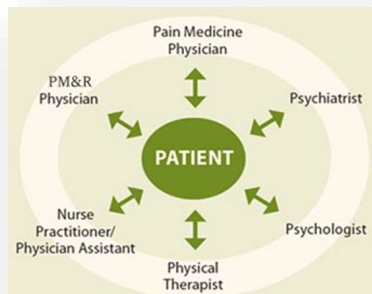 Pain Medicine
Physician
PM&R
Physician
Psychiatrist
PATIENT
Nurse
Practitioner/
Physician Assistant
Psychologist
Physical
Therapist